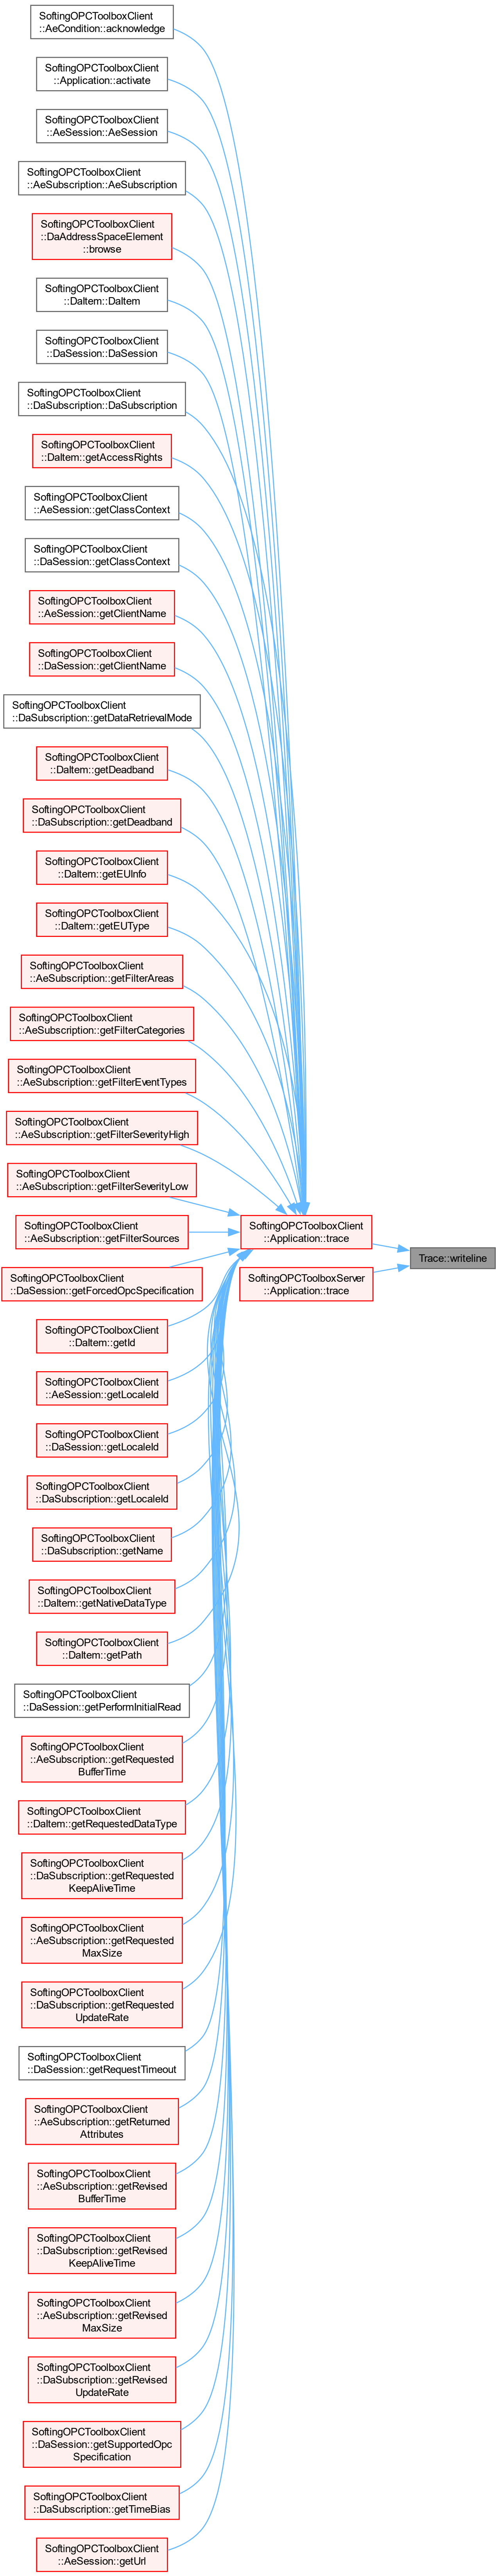 SoftingOPCToolboxClient
::AeCondition::acknowledge
SoftingOPCToolboxClient
::Application::activate
SoftingOPCToolboxClient
::AeSession::AeSession
SoftingOPCToolboxClient
::AeSubscription::AeSubscription
SoftingOPCToolboxClient
::DaAddressSpaceElement
::browse
SoftingOPCToolboxClient
::DaItem::DaItem
SoftingOPCToolboxClient
::DaSession::DaSession
SoftingOPCToolboxClient
::DaSubscription::DaSubscription
SoftingOPCToolboxClient
::DaItem::getAccessRights
SoftingOPCToolboxClient
::AeSession::getClassContext
SoftingOPCToolboxClient
::DaSession::getClassContext
SoftingOPCToolboxClient
::AeSession::getClientName
SoftingOPCToolboxClient
::DaSession::getClientName
SoftingOPCToolboxClient
::DaSubscription::getDataRetrievalMode
SoftingOPCToolboxClient
::DaItem::getDeadband
SoftingOPCToolboxClient
::DaSubscription::getDeadband
SoftingOPCToolboxClient
::DaItem::getEUInfo
SoftingOPCToolboxClient
::DaItem::getEUType
SoftingOPCToolboxClient
::AeSubscription::getFilterAreas
SoftingOPCToolboxClient
::AeSubscription::getFilterCategories
SoftingOPCToolboxClient
::AeSubscription::getFilterEventTypes
SoftingOPCToolboxClient
::AeSubscription::getFilterSeverityHigh
SoftingOPCToolboxClient
::AeSubscription::getFilterSeverityLow
SoftingOPCToolboxClient
::AeSubscription::getFilterSources
SoftingOPCToolboxClient
::Application::trace
Trace::writeline
SoftingOPCToolboxClient
::DaSession::getForcedOpcSpecification
SoftingOPCToolboxServer
::Application::trace
SoftingOPCToolboxClient
::DaItem::getId
SoftingOPCToolboxClient
::AeSession::getLocaleId
SoftingOPCToolboxClient
::DaSession::getLocaleId
SoftingOPCToolboxClient
::DaSubscription::getLocaleId
SoftingOPCToolboxClient
::DaSubscription::getName
SoftingOPCToolboxClient
::DaItem::getNativeDataType
SoftingOPCToolboxClient
::DaItem::getPath
SoftingOPCToolboxClient
::DaSession::getPerformInitialRead
SoftingOPCToolboxClient
::AeSubscription::getRequested
BufferTime
SoftingOPCToolboxClient
::DaItem::getRequestedDataType
SoftingOPCToolboxClient
::DaSubscription::getRequested
KeepAliveTime
SoftingOPCToolboxClient
::AeSubscription::getRequested
MaxSize
SoftingOPCToolboxClient
::DaSubscription::getRequested
UpdateRate
SoftingOPCToolboxClient
::DaSession::getRequestTimeout
SoftingOPCToolboxClient
::AeSubscription::getReturned
Attributes
SoftingOPCToolboxClient
::AeSubscription::getRevised
BufferTime
SoftingOPCToolboxClient
::DaSubscription::getRevised
KeepAliveTime
SoftingOPCToolboxClient
::AeSubscription::getRevised
MaxSize
SoftingOPCToolboxClient
::DaSubscription::getRevised
UpdateRate
SoftingOPCToolboxClient
::DaSession::getSupportedOpc
Specification
SoftingOPCToolboxClient
::DaSubscription::getTimeBias
SoftingOPCToolboxClient
::AeSession::getUrl